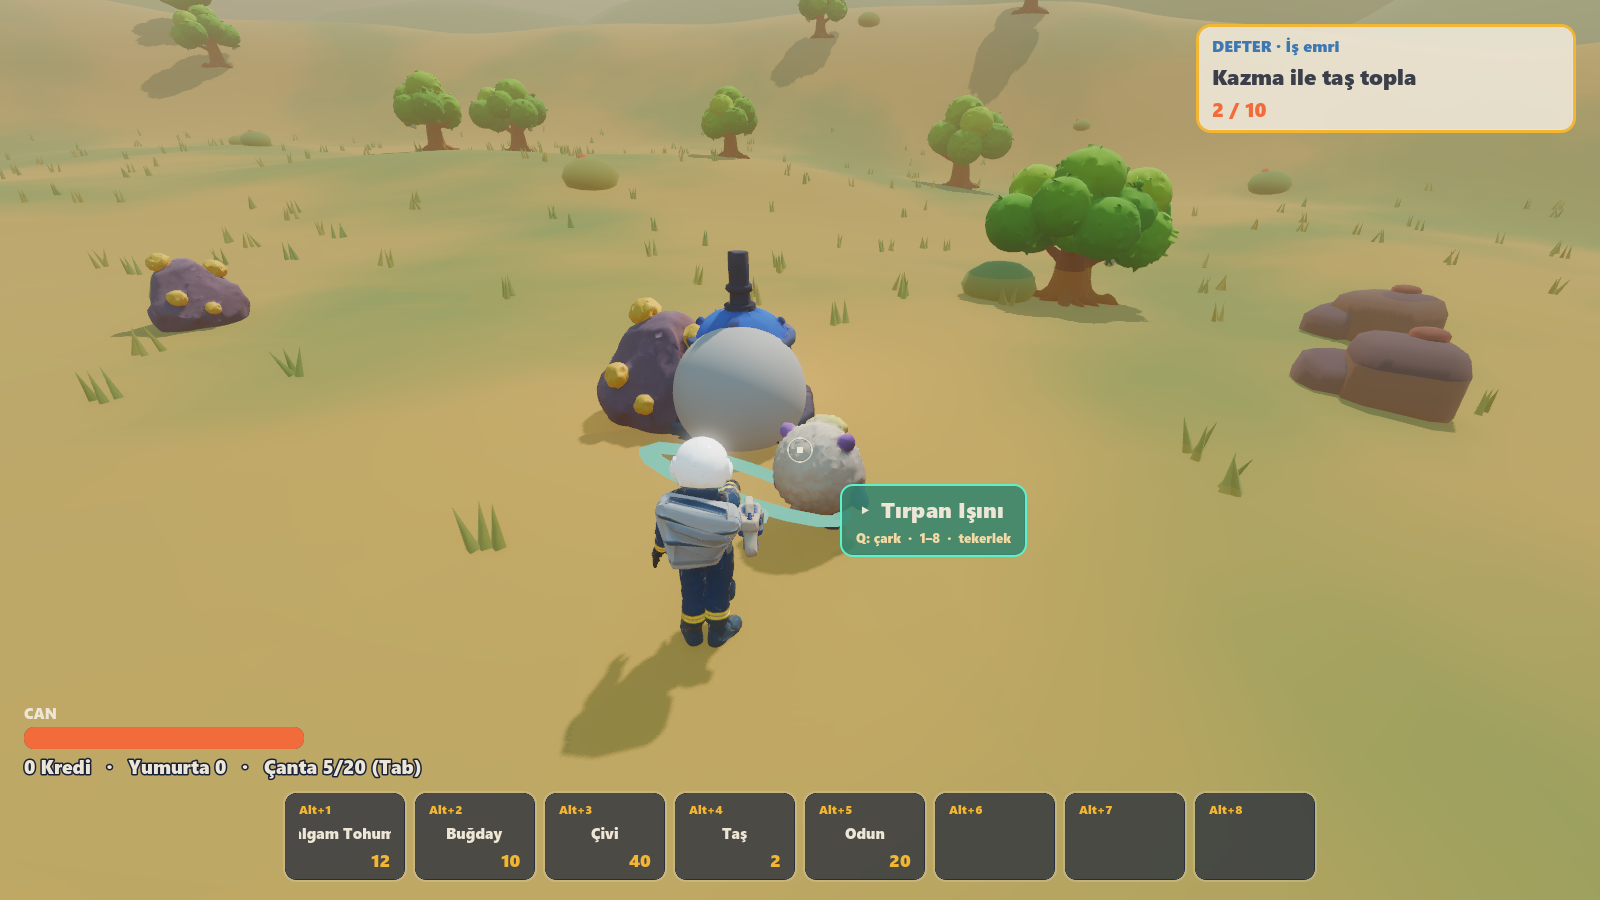 DEFTER · İş emri
Kazma ile taş topla
2 / 10
Tırpan Işını
Q: çark · 1–8 · tekerlek
CAN
0 Kredi · Yumurta 0 · Çanta 5/20 (Tab)
Alt+1
Alt+2
Alt+3
Alt+4
Alt+5
Alt+6
Alt+7
Alt+8
lgam Tohum
Buğday
Çivi
Taş
Odun
12
10
40
2
20